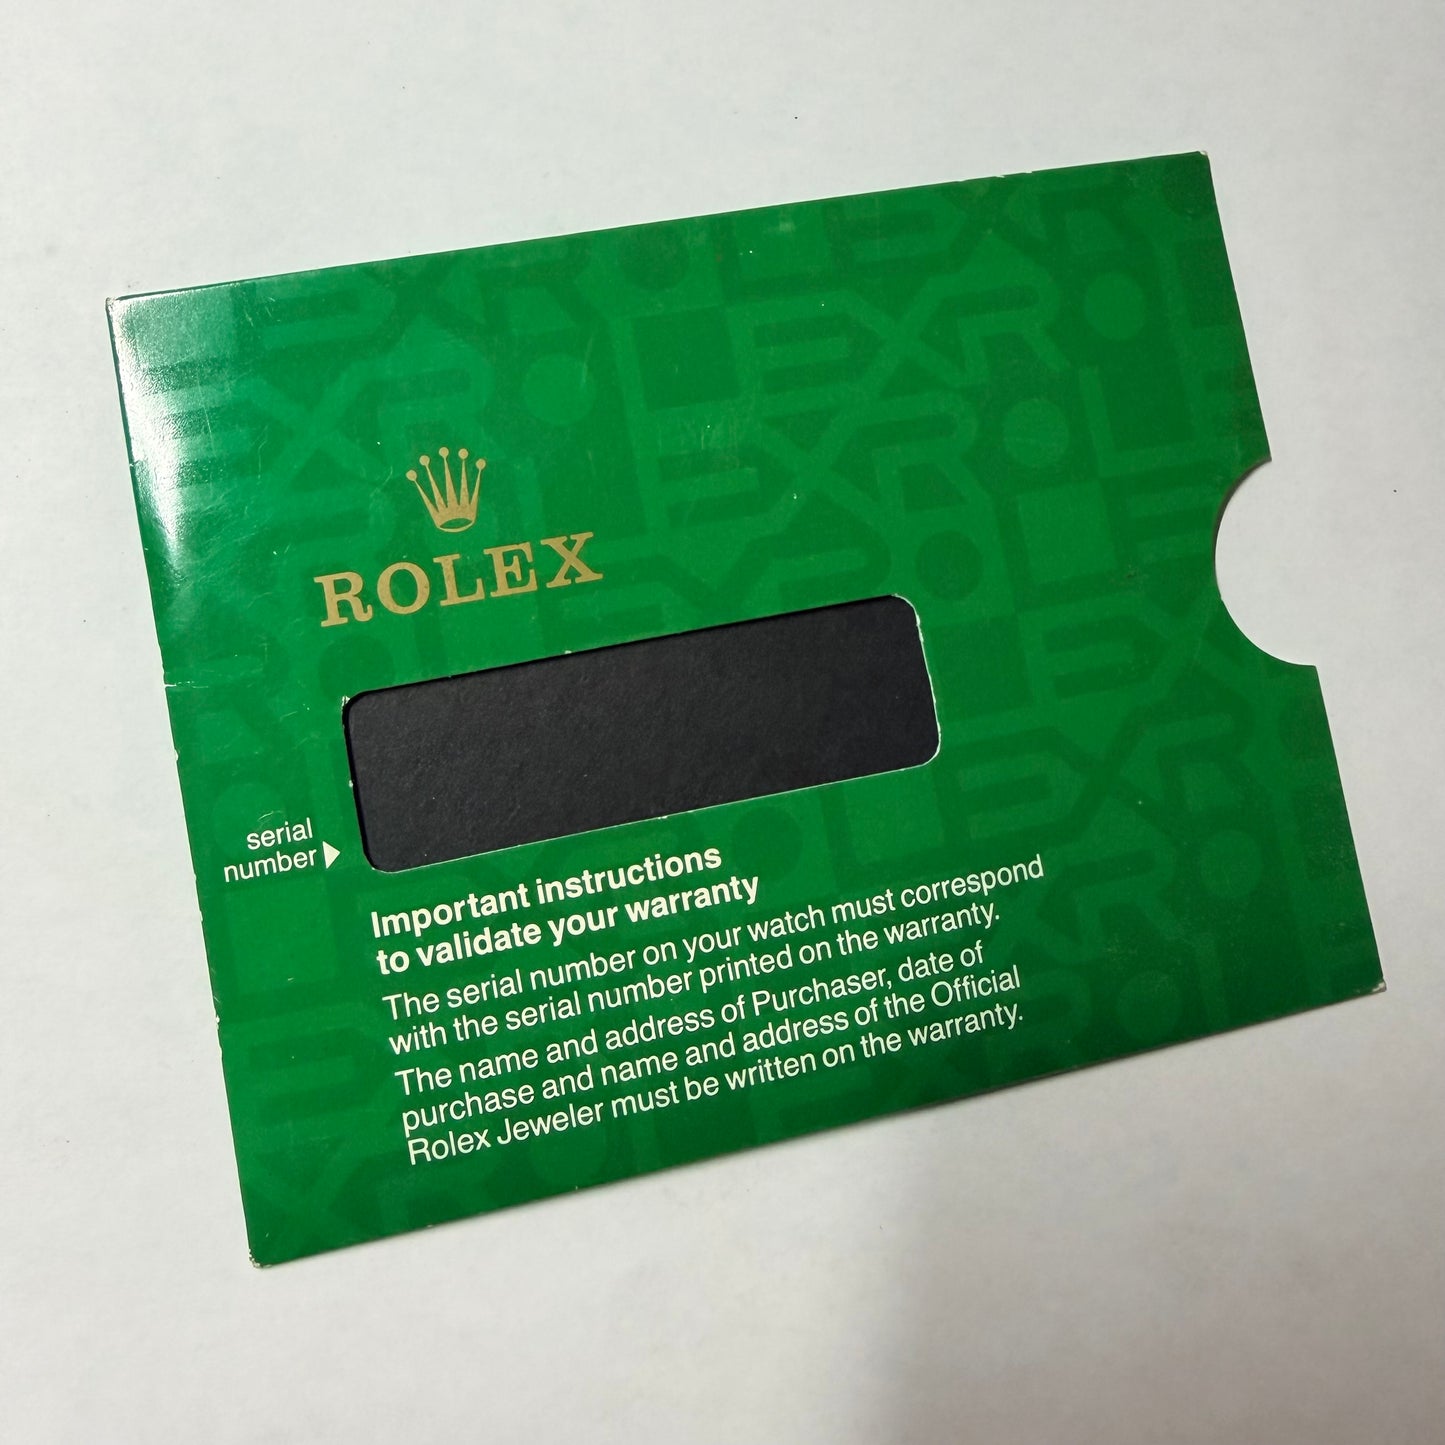 ROLEX
serial
number
Important instructions
to validate your warranty
The serial number on your watch must correspond
with the serial number printed on the warranty.
The name and address of Purchaser, date of
purchase and name and address of the Official
Rolex Jeweler must be written on the warranty.